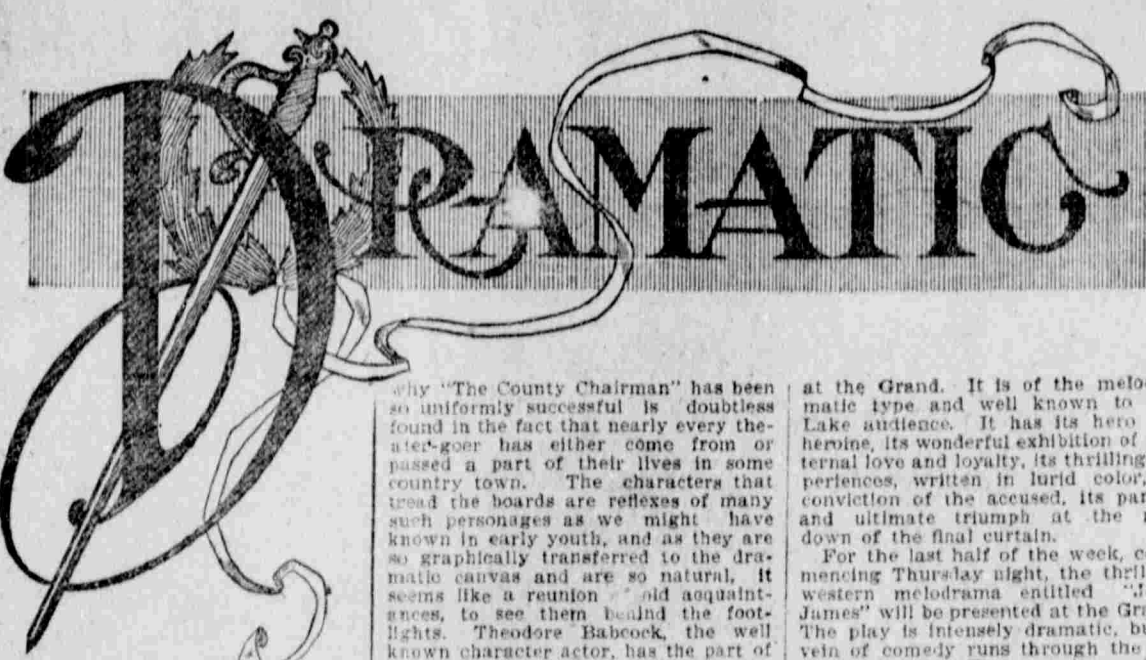 DRAMATIC
why "The County Chairman" has been
so uniformly successful is doubtless
found in the fact that nearly every the-
ater-goer has either come from or
passed a part of their lives in some
country town. The characters that
tread the boards are reflexes of many
such personages as we might have
known in early youth, and as they are
so graphically transferred to the dra-
matic canvas and are so natural, it
seems like a reunion old acquaint-
ances, to see them behind the foot-
lights. Theodore Babcock, the well
known character actor, has the part of
at the Grand. It is of the melo-
matic type and well known to
Lake audience. It has its hero
heroine, its wonderful exhibition of
ternal love and loyalty, its thrilling
periences, written in lurid color,
conviction of the accused, its
and ultimate triumph at the
down of the final curtain.
For the last half of the week,
mencing Thursday night, the
western melodrama entitled
James" will be presented at the
The play is intensely dramatic,
vein of comedy runs through the